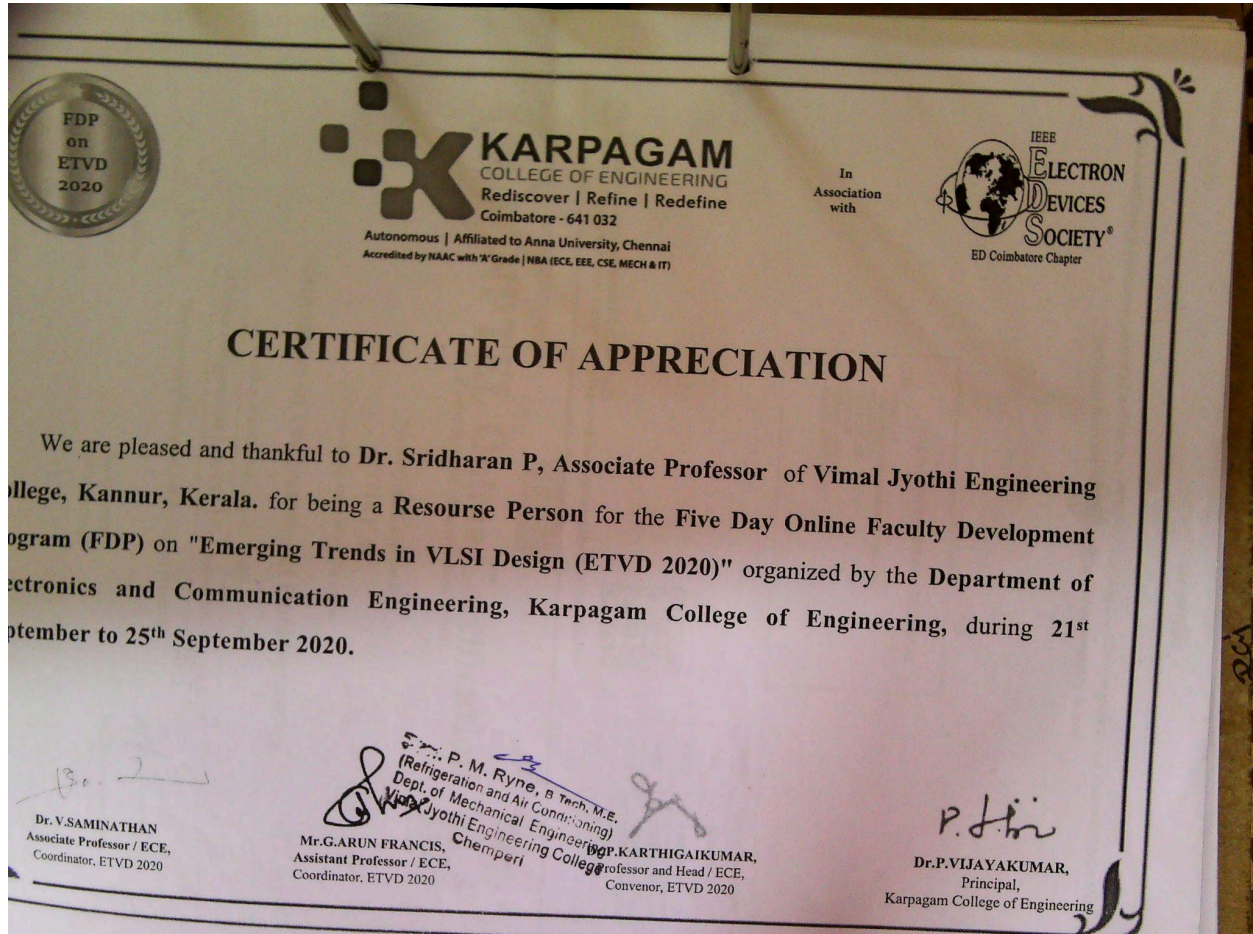 FDP
on
ETVD
2020
KARPAGAM
COLLEGE OF ENGINEERING
Rediscover | Refine | Redefine
Coimbatore - 641 032
Autonomous | Affiliated to Anna University, Chennai
Accredited by NAAC with 'A' Grade | NBA (ECE, EEE, CSE, MECH & IT)
In
Association
with
IEEE
ELECTRON
DEVICES
SOCIETY®
ED Coimbatore Chapter
CERTIFICATE OF APPRECIATION
We are pleased and thankful to Dr. Sridharan P, Associate Professor of Vimal Jyothi Engineering
ollege, Kannur, Kerala. for being a Resourse Person for the Five Day Online Faculty Development
ogram (FDP) on "Emerging Trends in VLSI Design (ETVD 2020)" organized by the Department of
ectronics and Communication Engineering, Karpagam College of Engineering, during 21st
ptember to 25th September 2020.
Dr. V.SAMINATHAN
Associate Professor / ECE,
Coordinator, ETVD 2020
Mr.G.ARUN FRANCIS,
Assistant Professor / ECE,
Coordinator, ETVD 2020
P. M. Ryne, B Tech, M.E.
(Refrigeration and Air Conditioning)
Dept. of Mechanical Engineering
Vimal Jyothi Engineering College
Chemperi
P.KARTHIGAIKUMAR,
Professor and Head / ECE,
Convenor, ETVD 2020
Dr.P.VIJAYAKUMAR,
Principal,
Karpagam College of Engineering